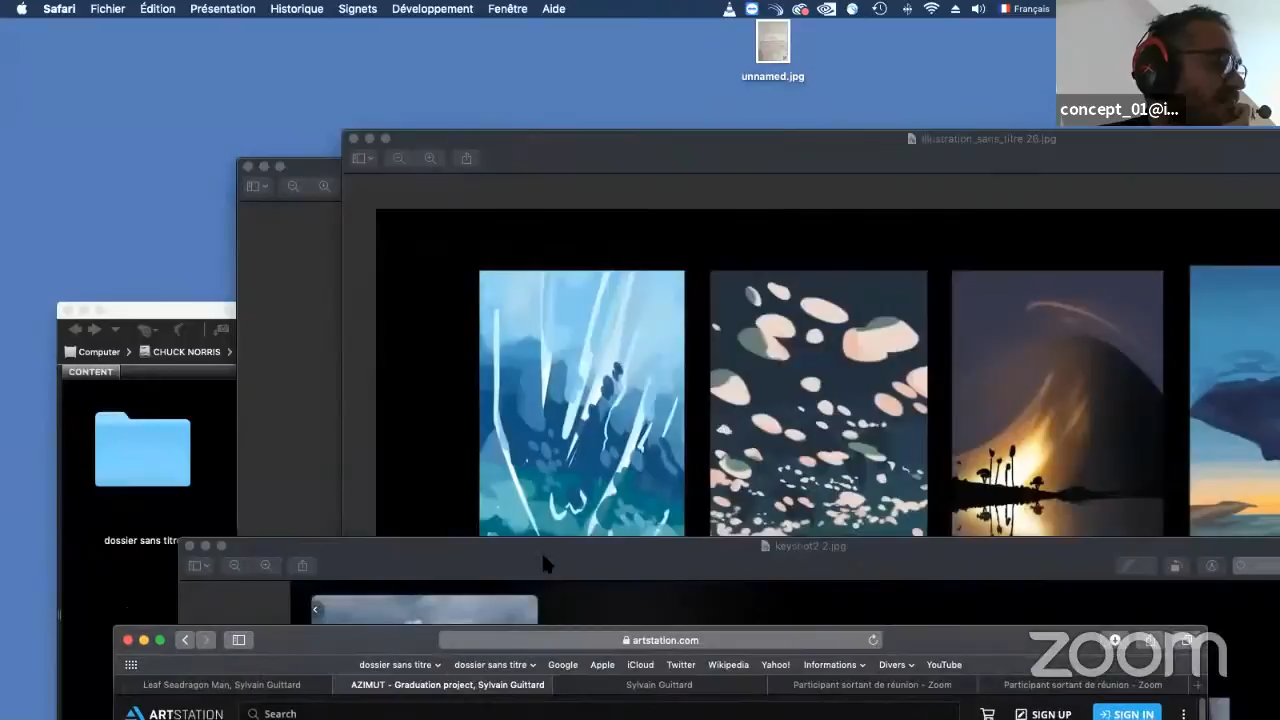 Safari Fichier Édition Présentation Historique Signets Développement Fenêtre Aide Français
unnamed.jpg
concept_01@i...
illustration_sans_titre 26.jpg
Computer CHUCK NORRIS
CONTENT
dossier sans titre
keyshot2 2.jpg
artstation.com
zoom
dossier sans titre dossier sans titre Google Apple iCloud Twitter Wikipedia Yahoo! Informations Divers YouTube
Leaf Seadragon Man, Sylvain Guittard AZIMUT - Graduation project, Sylvain Guittard Sylvain Guittard Participant sortant de réunion - Zoom Participant sortant de réunion - Zoom
ARTSTATION Search SIGN UP SIGN IN